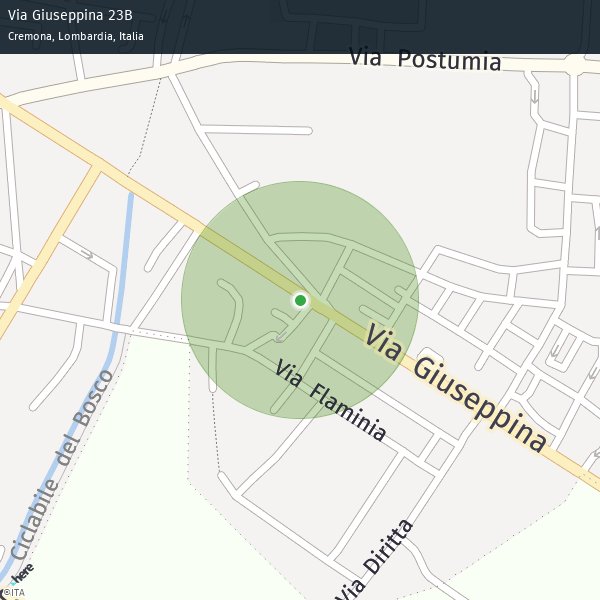 Via Giuseppina 23B
Cremona, Lombardia, Italia
Via Postumia
Via Giuseppina
Via Flaminia
Ciclabile del Bosco
Via Diritta
here
©ITA